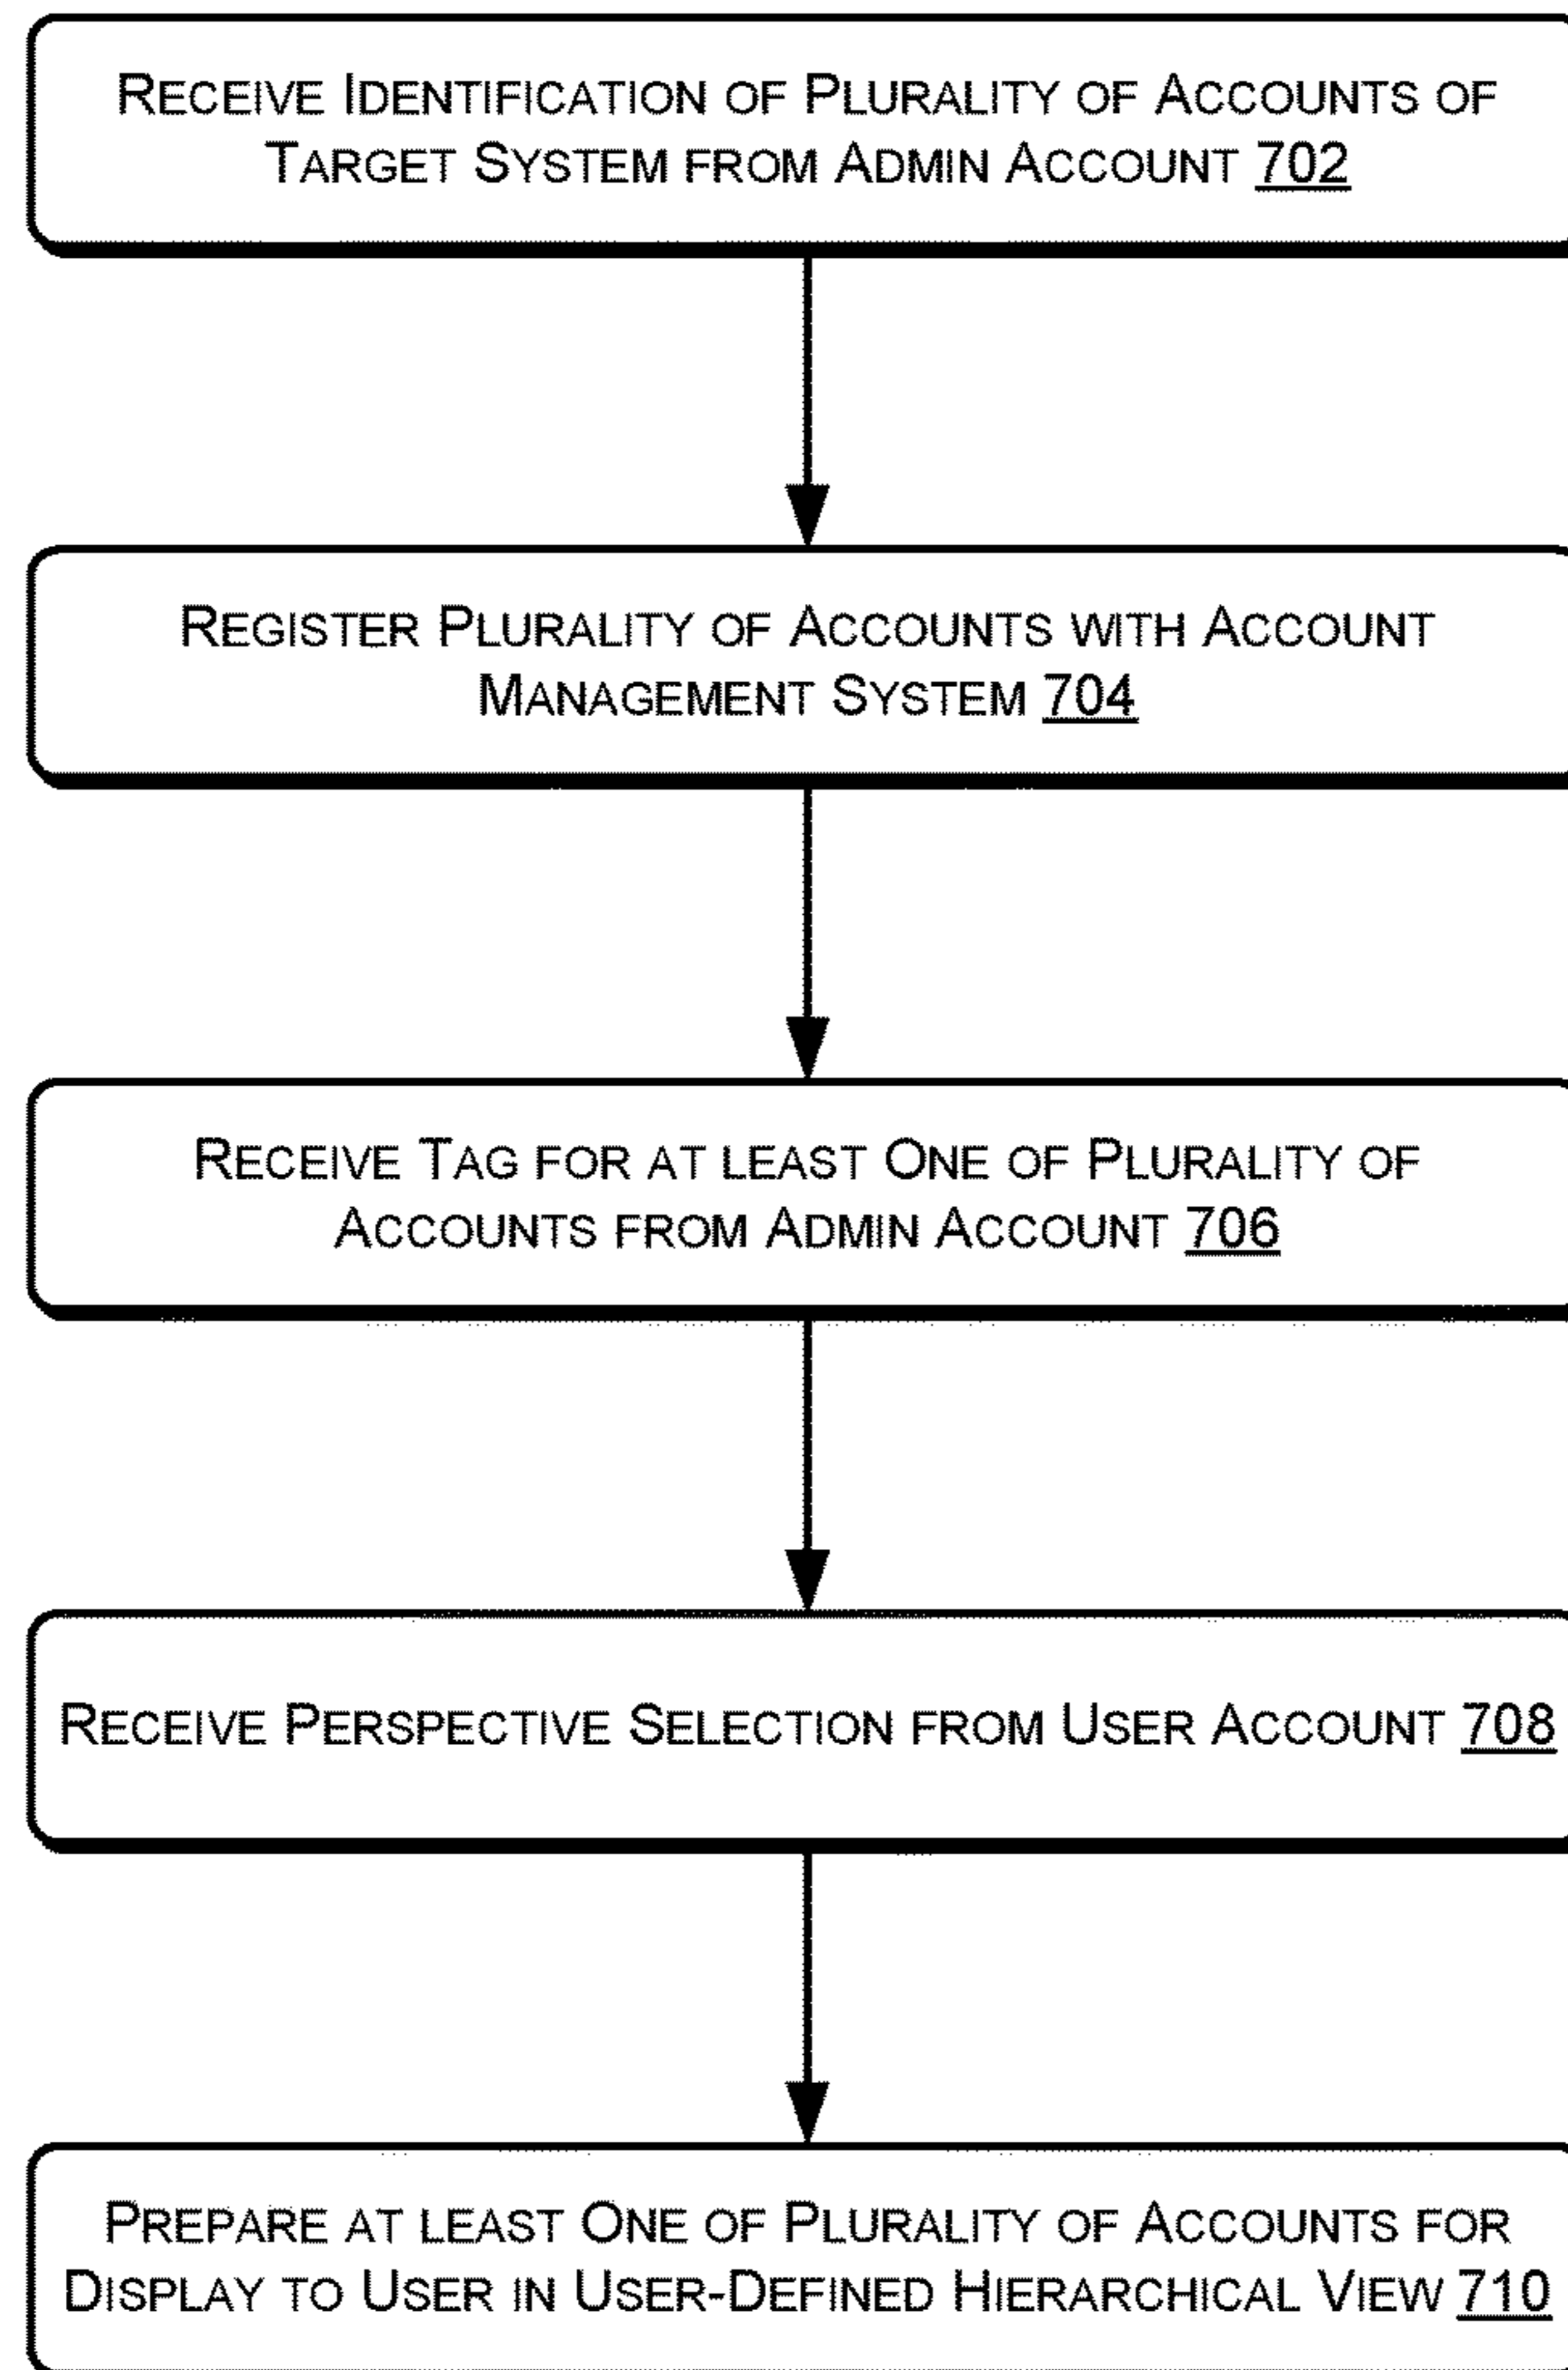 RECEIVE IDENTIFICATION OF PLURALITY OF ACCOUNTS OF
TARGET SYSTEM FROM ADMIN ACCOUNT 702
REGISTER PLURALITY OF ACCOUNTS WITH ACCOUNT
MANAGEMENT SYSTEM 704
RECEIVE TAG FOR AT LEAST ONE OF PLURALITY OF
ACCOUNTS FROM ADMIN ACCOUNT 706
RECEIVE PERSPECTIVE SELECTION FROM USER ACCOUNT 708
PREPARE AT LEAST ONE OF PLURALITY OF ACCOUNTS FOR
DISPLAY TO USER IN USER-DEFINED HIERARCHICAL VIEW 710